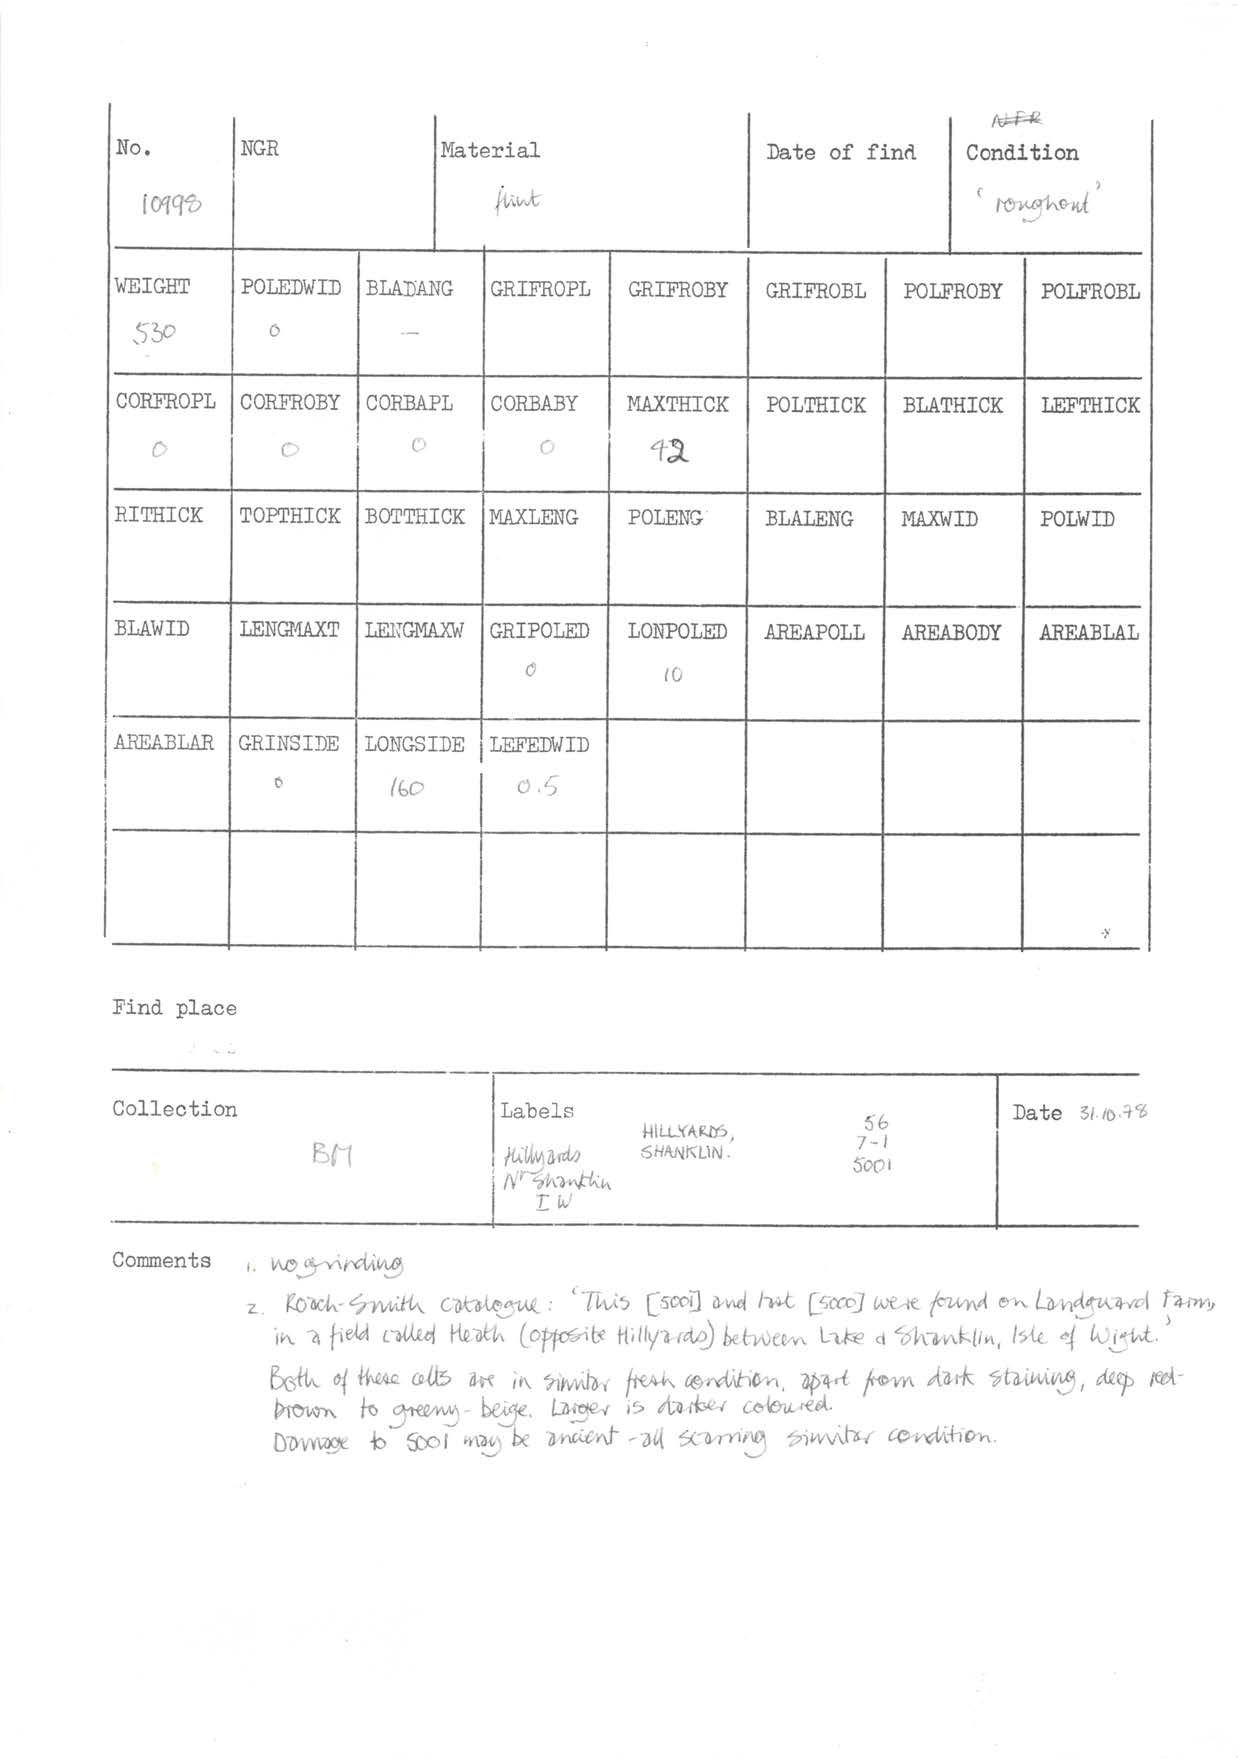 No. NGR Material Date of find Condition
10998 flint 'roughout'
WEIGHT POLEDWID BLADANG GRIFROPL GRIFROBY GRIFROBL POLFROBY POLFROBL
530 0 —
CORFROPL CORFROBY CORBAPL CORBABY MAXTHICK POLTHICK BLATHICK LEFTHICK
0 0 0 0 42
RITHICK TOPTHICK BOTTHICK MAXLENG POLENG BLALENG MAXWID POLWID
BLAWID LENGMAXT LENGMAXW GRIPOLED LONPOLED AREAPOLL AREABODY AREABLAL
0 10
AREABLAR GRINSIDE LONGSIDE LEFEDWID
0 160 0.5
Find place
Collection Labels Date 31.10.78
BM
Hillyards
Nr Shanklin
I W
HILLYARDS,
SHANKLIN.
56
7-1
5001
Comments 1. no grinding
2. Roach-Smith catalogue: 'This [5001] and last [5000] were found on Landguard Farm,
in a field called Heath (opposite Hillyards) between Lake & Shanklin, Isle of Wight.'
Both of these celts are in similar fresh condition, apart from dark staining, deep red-
brown to greeny-beige. Larger is darker coloured.
Damage to 5001 may be ancient - all scarring similar condition.